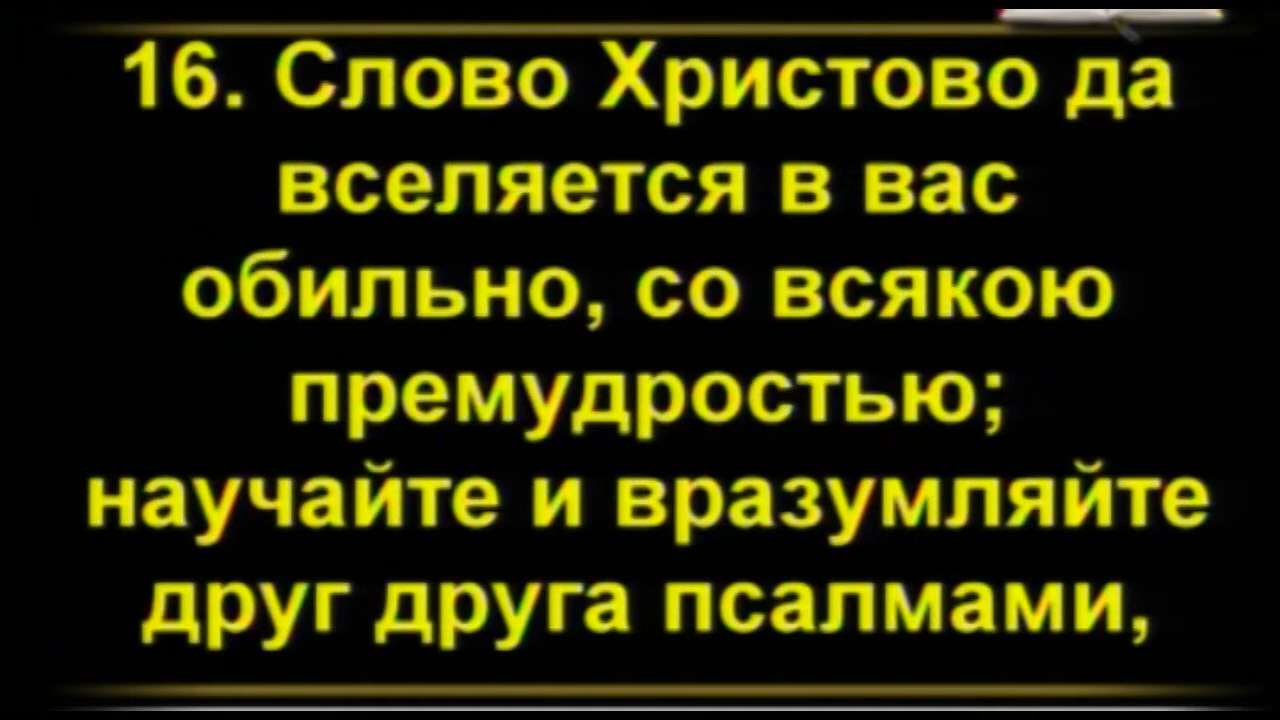 16. Слово Христово да
вселяется в вас
обильно, со всякою
премудростью;
научайте и вразумляйте
друг друга псалмами,